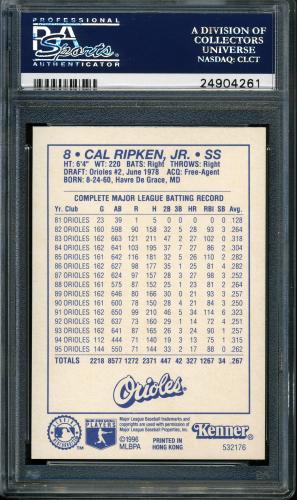 PROFESSIONAL
PSA
Sports
AUTHENTICATOR
A DIVISION OF
COLLECTORS
UNIVERSE
NASDAQ: CLCT
24904261
8 • CAL RIPKEN, JR. • SS
HT: 6'4" WT: 220 BATS: Right THROWS: Right
DRAFT: Orioles #2, June 1978 ACQ: Free-Agent
BORN: 8-24-60, Havre De Grace, MD
COMPLETE MAJOR LEAGUE BATTING RECORD
Yr. Club G AB R H 2B 3B HR RBI SB Avg.
81 ORIOLES 23 39 1 5 0 0 0 0 0 .128
82 ORIOLES 160 598 90 158 32 5 28 93 3 .264
83 ORIOLES 162 663 121 211 47 2 27 102 0 .318
84 ORIOLES 162 641 103 195 37 7 27 86 2 .304
85 ORIOLES
86 ORIOLES 162 627 98 177 35 1 25 81 4 .282
87 ORIOLES 162 624 97 157 28 3 27 98 3 .252
88 ORIOLES 161 575 87 152 25 1 23 81 2 .264
89 ORIOLES 162 646 80 166 30 0 21 93 3 .257
90 ORIOLES 161 600 78 150 28 4 21 84 3 .250
91 ORIOLES 162 650 99 210 46 5 34 114 6 .323
92 ORIOLES 162 637 73 160 29 1 14 72 4 .251
93 ORIOLES 162 641 87 165 26 3 24 90 1 .257
94 ORIOLES 112 444 71 140 19 3 13 75 1 .315
95 ORIOLES 144 550 71 144 33 2 17 88 0
TOTALS 2218 8577 1272 2371 447 42 327 1267 34 .267
Orioles
TM
PLAYERS
Major League Baseball trademarks and
copyrights are used with permission of
Major League Baseball Properties, Inc.
Kenner
©1996
MLBPA
PRINTED IN
HONG KONG
532176